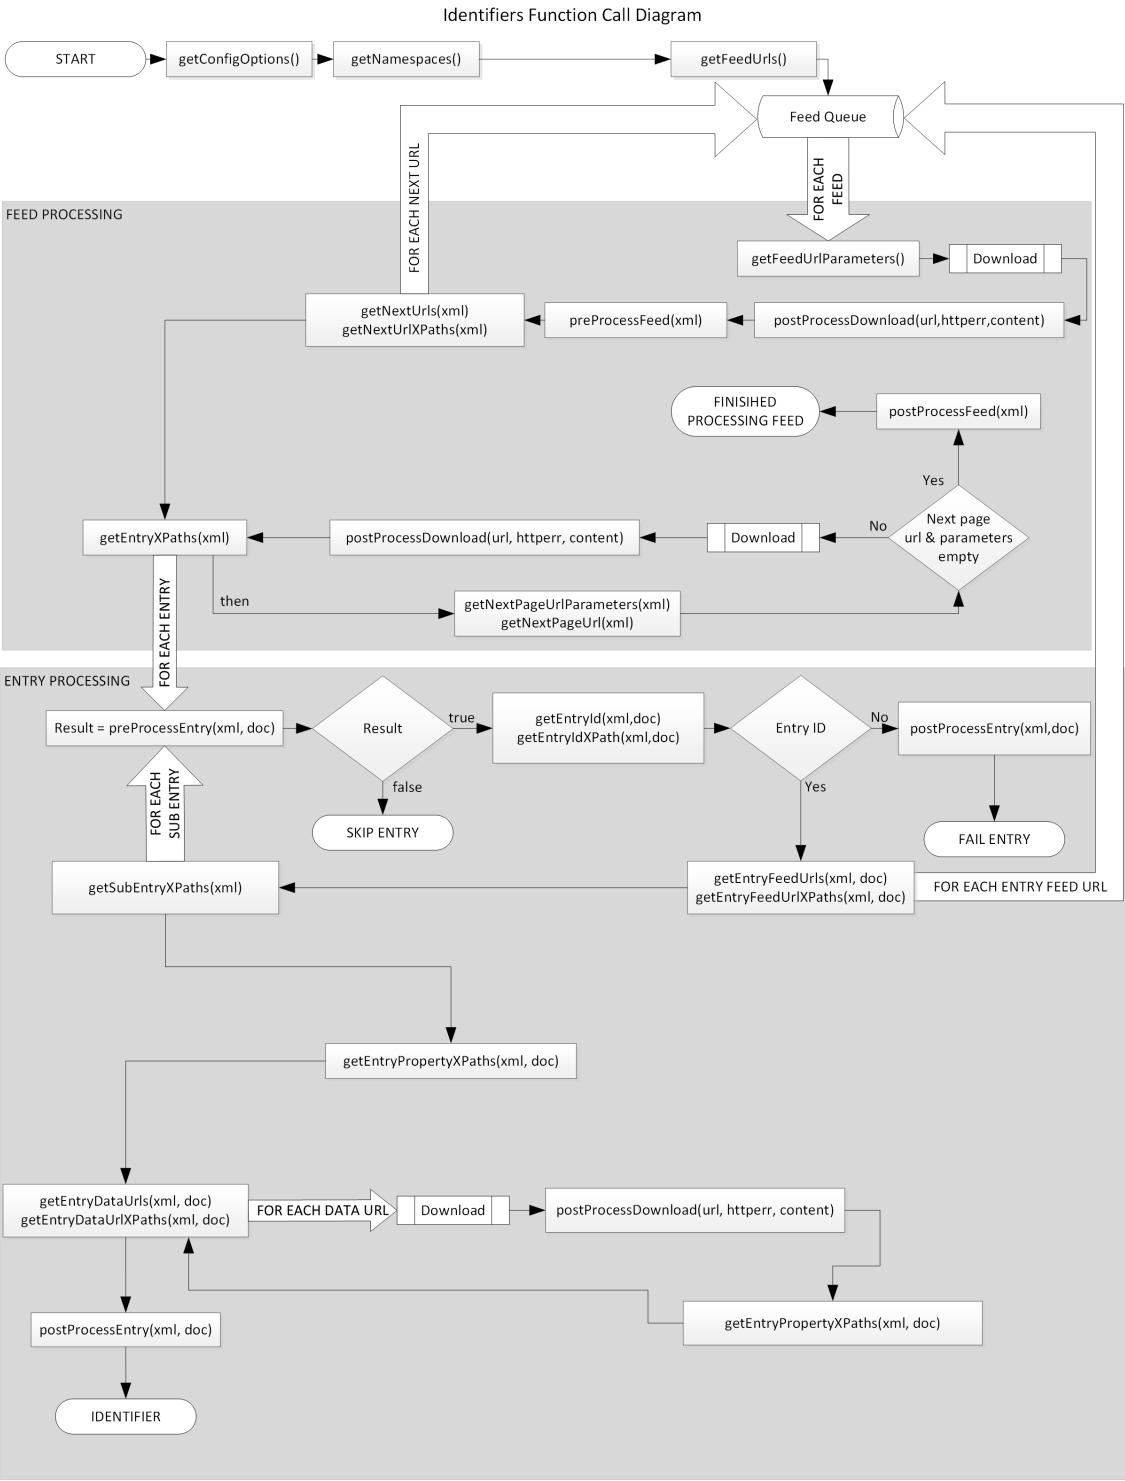 Identifiers Function Call Diagram
START
getConfigOptions()
getNamespaces()
getFeedUrls()
Feed Queue
FOR EACH NEXT URL
FOR EACH
FEED
FEED PROCESSING
getFeedUrlParameters()
Download
getNextUrls(xml)
getNextUrlXPaths(xml)
preProcessFeed(xml)
postProcessDownload(url,httperr,content)
FINISIHED
PROCESSING FEED
postProcessFeed(xml)
Yes
Next page
url & parameters
empty
No
Download
postProcessDownload(url, httperr, content)
getEntryXPaths(xml)
then
getNextPageUrlParameters(xml)
getNextPageUrl(xml)
FOR EACH ENTRY
ENTRY PROCESSING
Result = preProcessEntry(xml, doc)
Result
true
false
SKIP ENTRY
getEntryId(xml,doc)
getEntryIdXPath(xml,doc)
Entry ID
No
Yes
postProcessEntry(xml,doc)
FAIL ENTRY
FOR EACH
SUB ENTRY
getSubEntryXPaths(xml)
getEntryFeedUrls(xml, doc)
getEntryFeedUrlXPaths(xml, doc)
FOR EACH ENTRY FEED URL
getEntryPropertyXPaths(xml, doc)
getEntryDataUrls(xml, doc)
getEntryDataUrlXPaths(xml, doc)
FOR EACH DATA URL
Download
postProcessDownload(url, httperr, content)
getEntryPropertyXPaths(xml, doc)
postProcessEntry(xml, doc)
IDENTIFIER